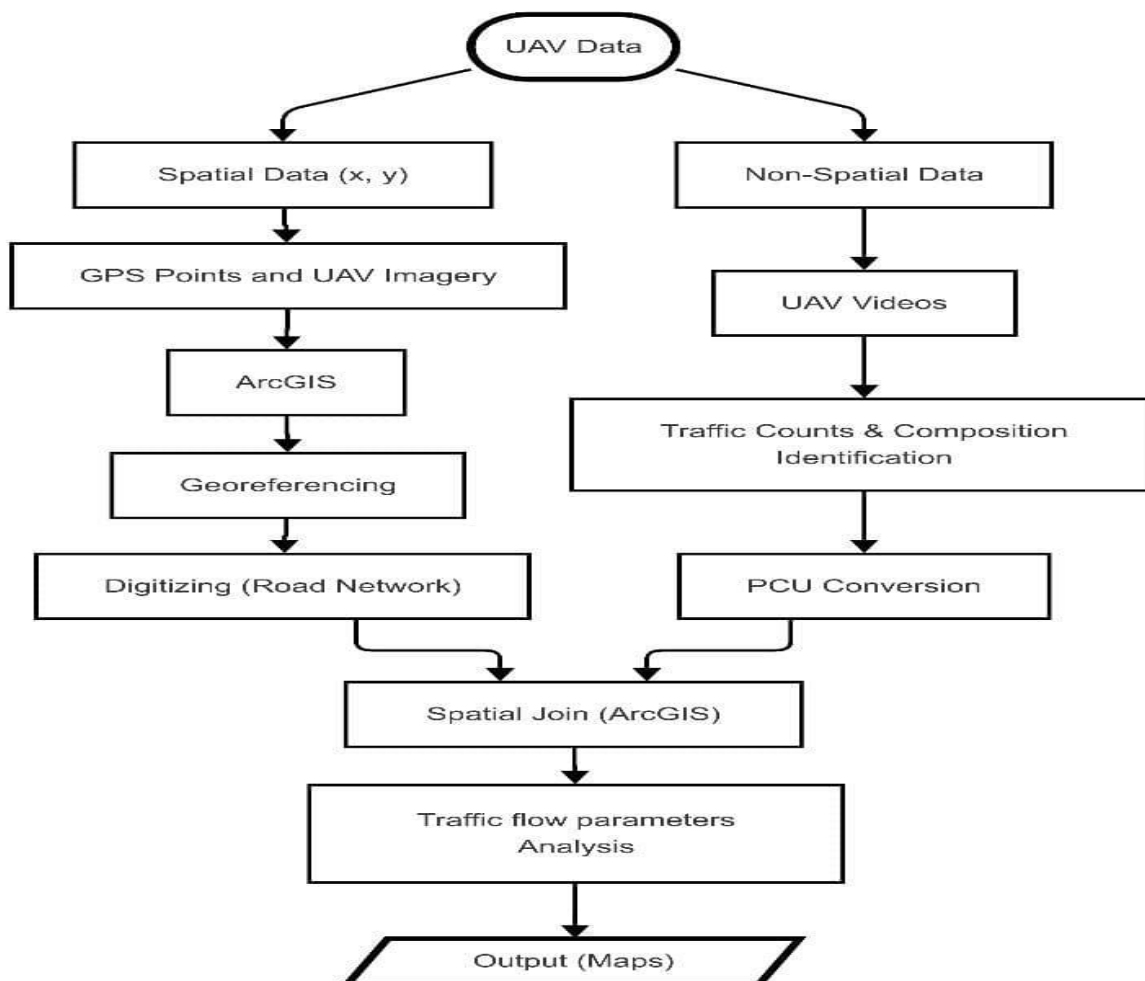 UAV Data
Spatial Data (x, y)
Non-Spatial Data
GPS Points and UAV Imagery
UAV Videos
ArcGIS
Traffic Counts & Composition
Identification
Georeferencing
Digitizing (Road Network)
PCU Conversion
Spatial Join (ArcGIS)
Traffic flow parameters
Analysis
Output (Maps)